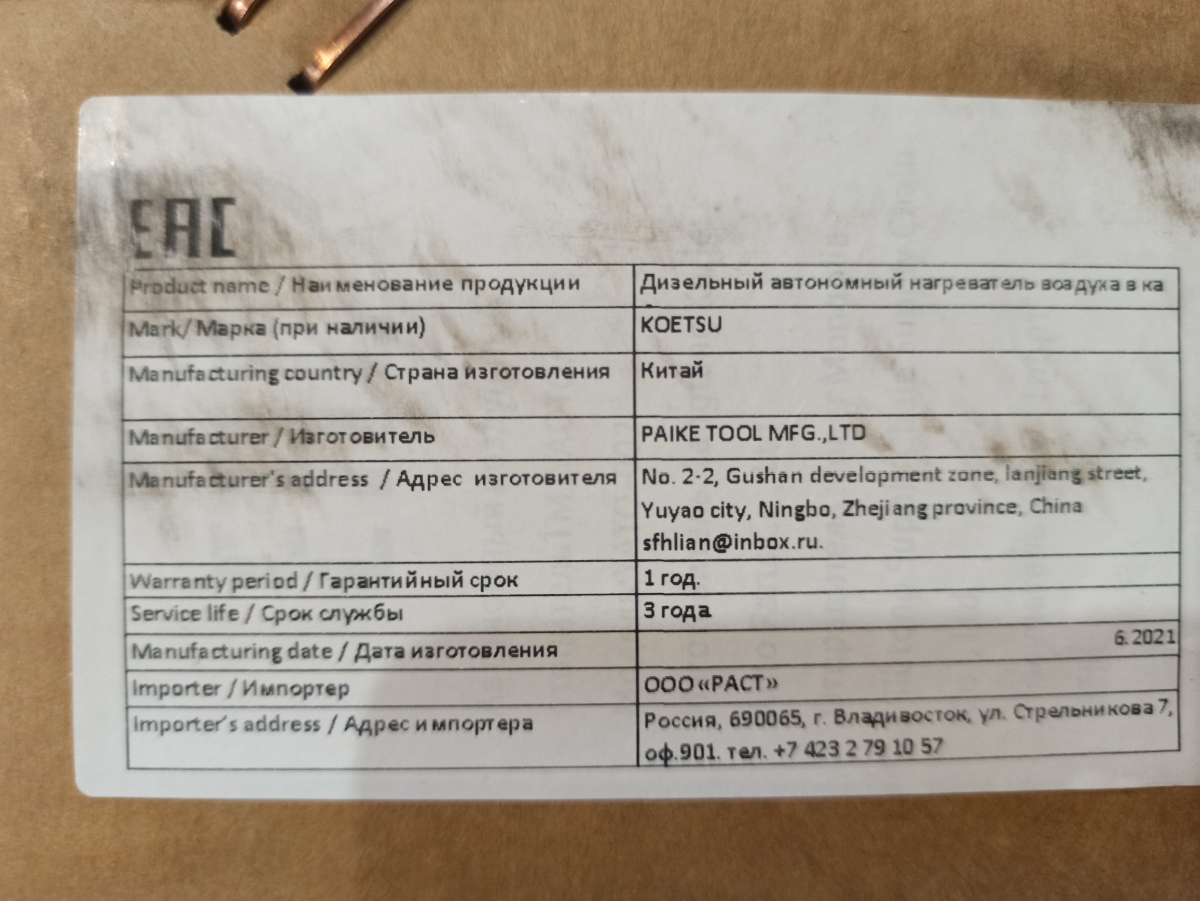 EAC
Product name / Наименование продукции
Дизельный автономный нагреватель воздуха в ка
Mark/ Марка (при наличии)
KOETSU
Manufacturing country / Страна изготовления
Китай
Manufacturer / Изготовитель
PAIKE TOOL MFG.,LTD
Manufacturer's address / Адрес изготовителя
No. 2-2, Gushan development zone, lanjiang street,
Yuyao city, Ningbo, Zhejiang province, China
sfhlian@inbox.ru.
Warranty period / Гарантийный срок
1 год.
Service life / Срок службы
3 года
Manufacturing date / Дата изготовления
6.2021
Importer / Импортер
ООО «РАСТ»
Importer's address / Адрес импортера
Россия, 690065, г. Владивосток, ул. Стрельникова 7,
оф.901. тел. +7 423 2 79 10 57